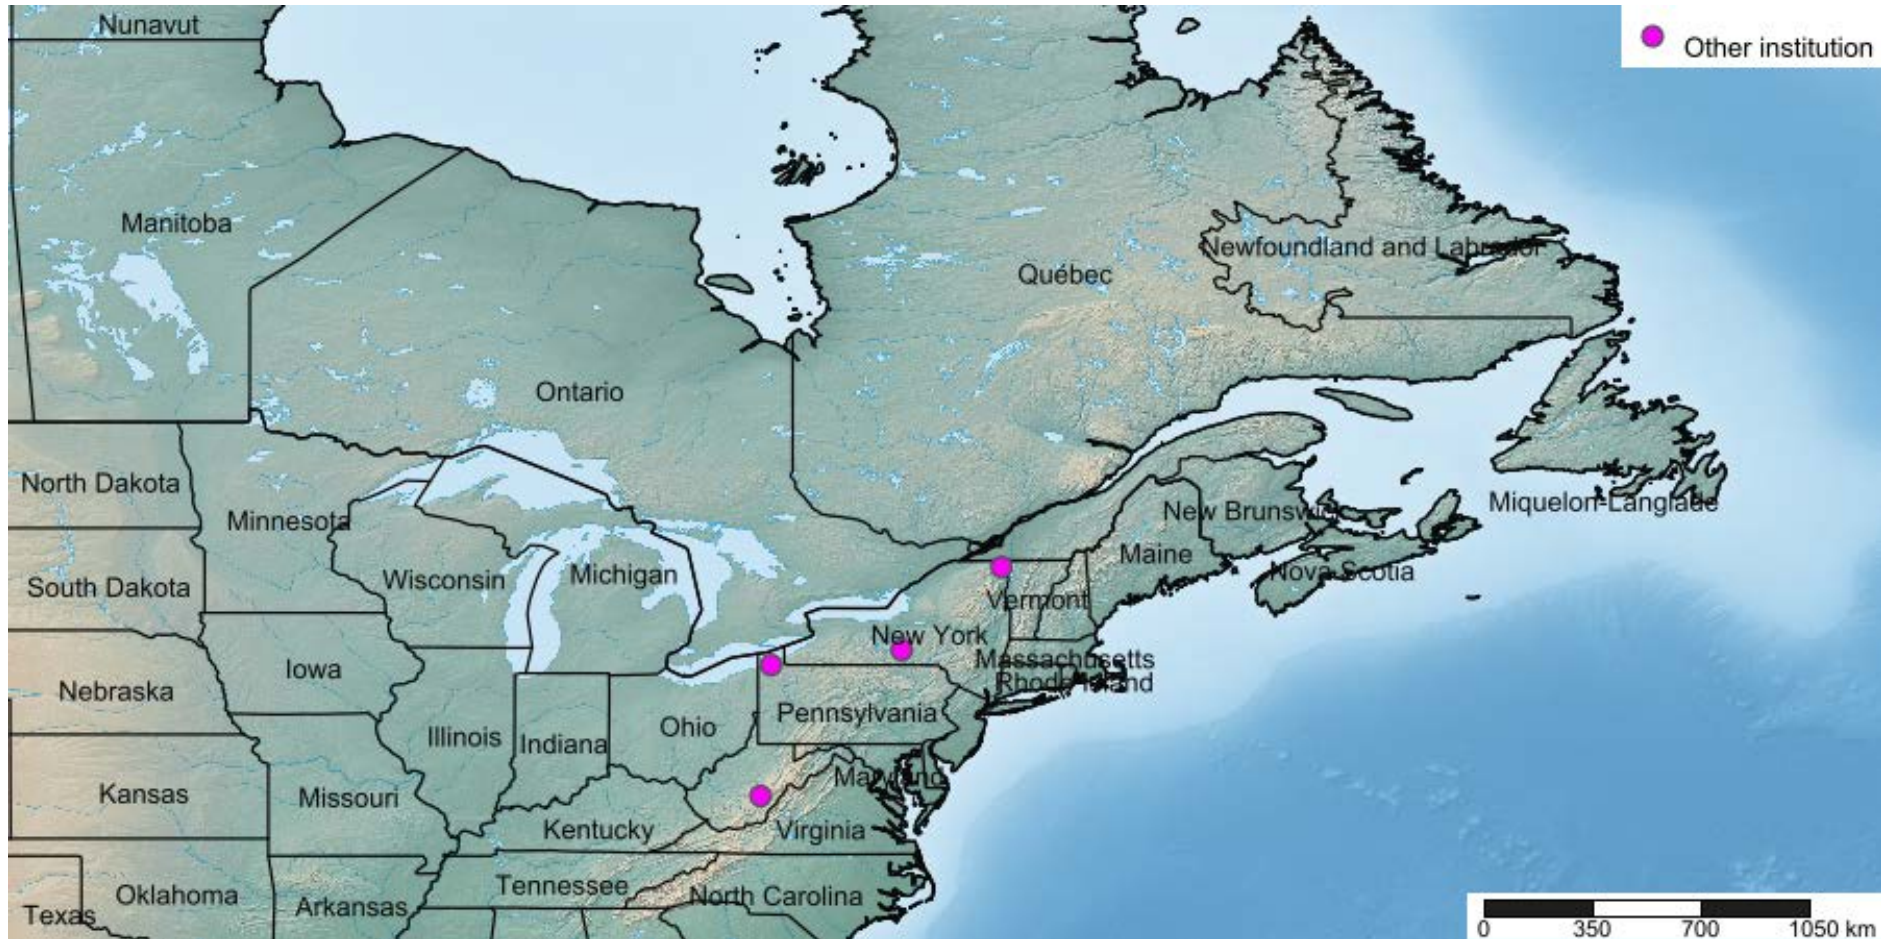 Nunavut
Other institution
Manitoba
Newfoundland and Labrador
Québec
Ontario
North Dakota
Minnesota
New Brunswick
Miquelon-Langlade
Maine
South Dakota
Wisconsin
Michigan
Nova Scotia
Vermont
New York
Iowa
Massachusetts
Rhode Island
Nebraska
Pennsylvania
Ohio
Illinois
Indiana
Maryland
Kansas
Missouri
Kentucky
Virginia
Tennessee
Oklahoma
North Carolina
Arkansas
Texas
0 350 700 1050 km